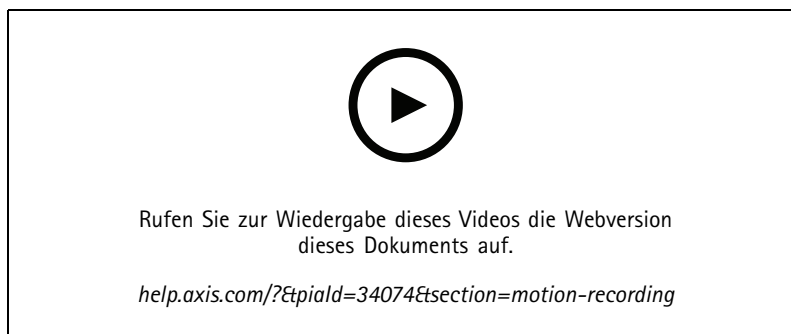 Rufen Sie zur Wiedergabe dieses Videos die Webversion
dieses Dokuments auf.
help.axis.com/?&piaId=34074&section=motion-recording